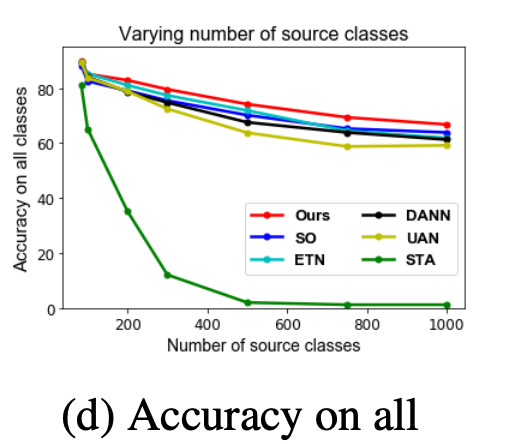 Varying number of source classes
Accuracy on all classes
80
60
40
20
0
Ours
DANN
SO
UAN
ETN
STA
200 400 600 800 1000
Number of source classes
(d) Accuracy on all